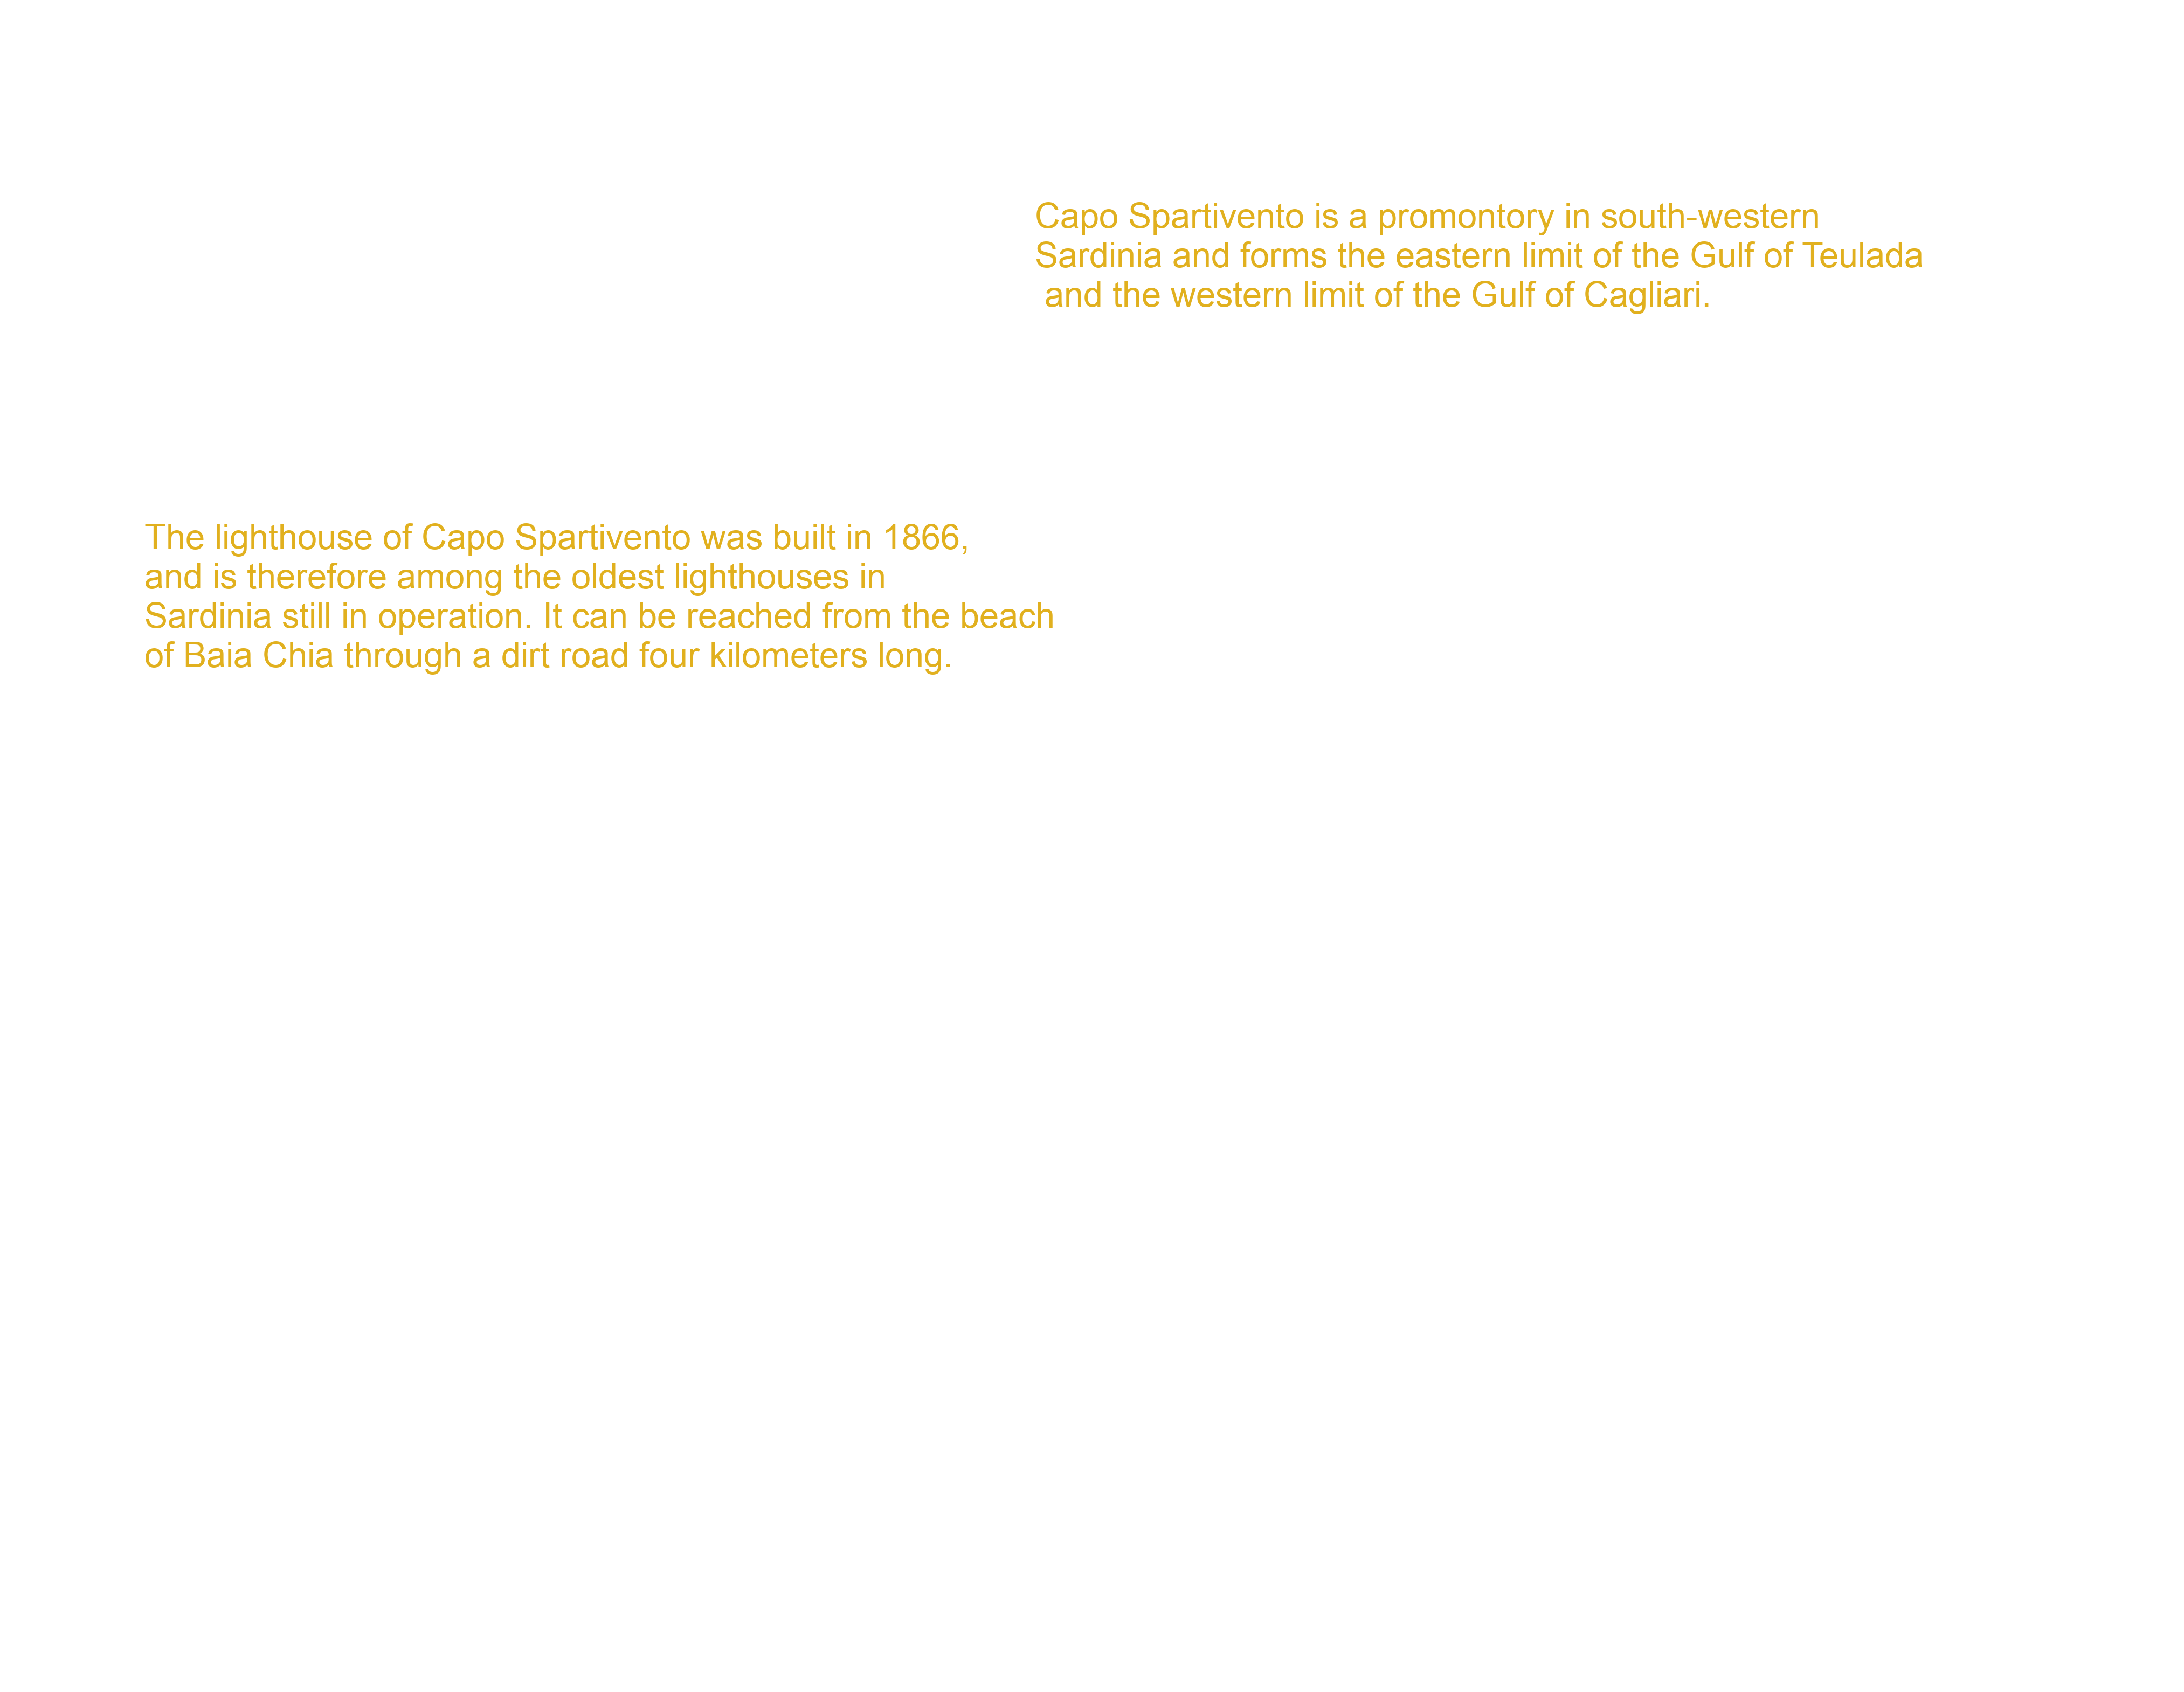 Capo Spartivento is a promontory in south-western
Sardinia and forms the eastern limit of the Gulf of Teulada
and the western limit of the Gulf of Cagliari.
The lighthouse of Capo Spartivento was built in 1866,
and is therefore among the oldest lighthouses in
Sardinia still in operation. It can be reached from the beach
of Baia Chia through a dirt road four kilometers long.